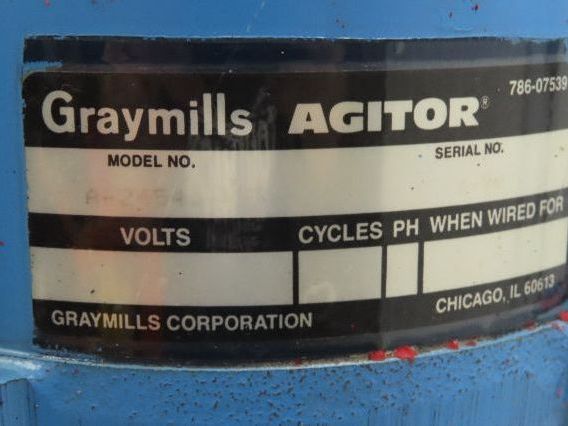 786-07539
Graymills AGITOR®
MODEL NO. SERIAL NO.
VOLTS CYCLES PH WHEN WIRED FOR
GRAYMILLS CORPORATION CHICAGO, IL 60613